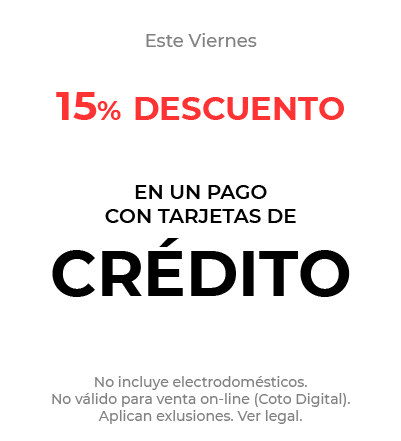 Este Viernes
15% DESCUENTO
EN UN PAGO
CON TARJETAS DE
CRÉDITO
No incluye electrodomésticos.
No válido para venta on-line (Coto Digital).
Aplican exlusiones. Ver legal.